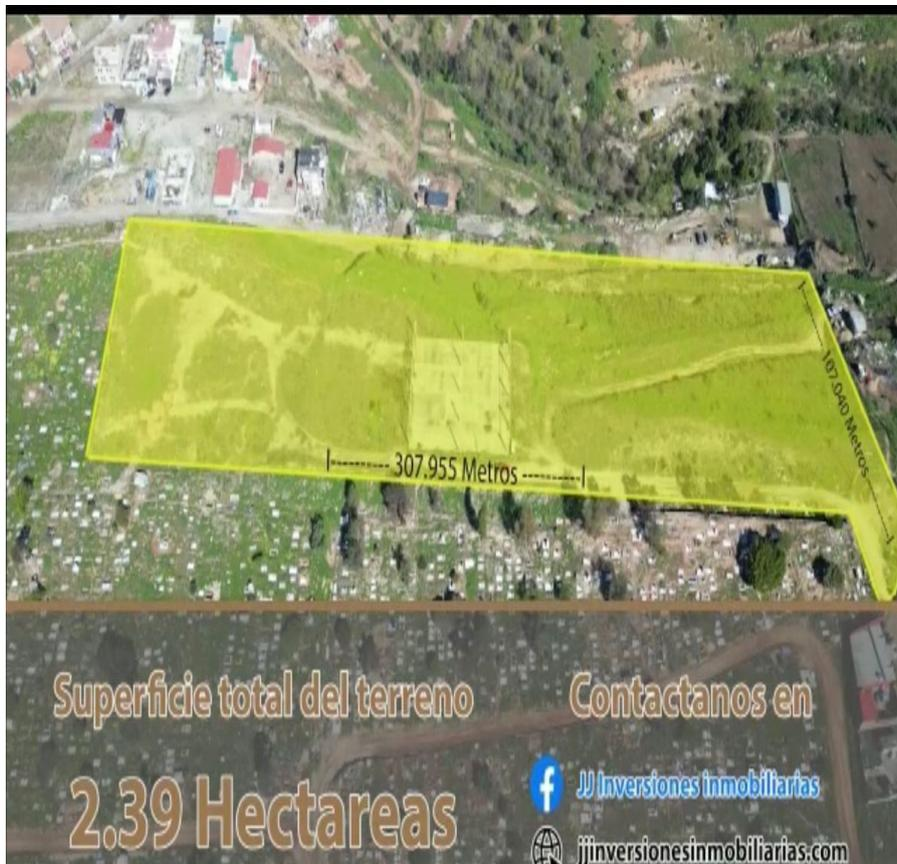 107.040 Metros
307.955 Metros
Superficie total del terreno
2.39 Hectareas
Contactanos en
JJ Inversiones inmobiliarias
jjinversionesinmobiliarias.com